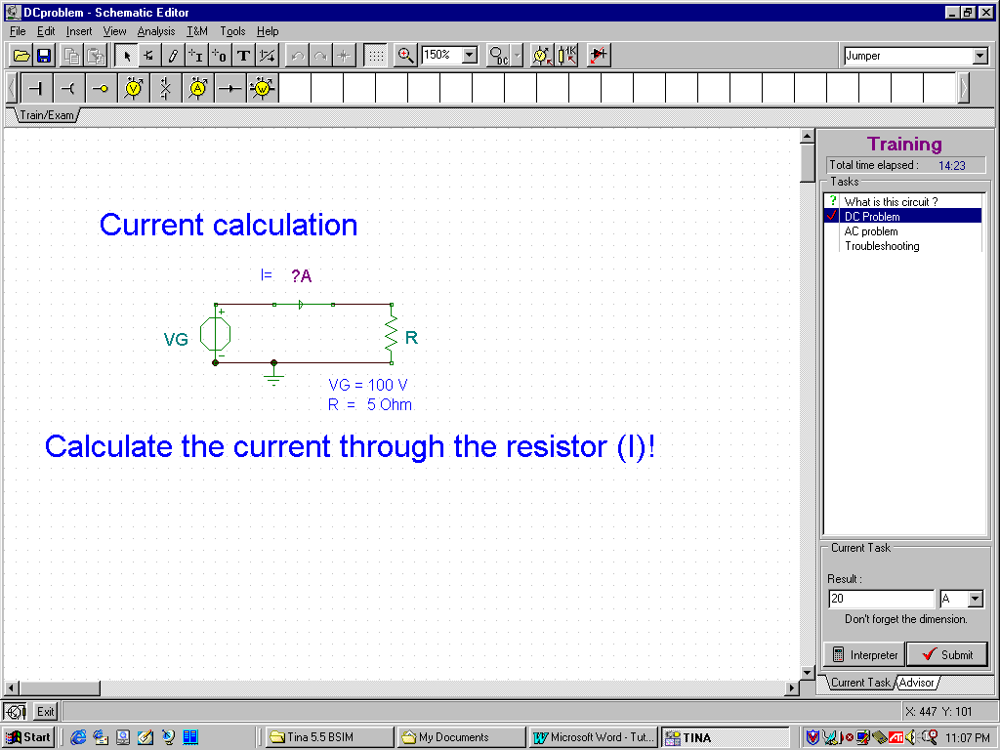 DCproblem - Schematic Editor
File Edit Insert View Analysis T&M Tools Help
150% DC 1K Jumper
T V A W
Train/Exam
Training
Total time elapsed : 14:23
Tasks
? What is this circuit ?
DC Problem
AC problem
Troubleshooting
Current calculation
I= ?A
+
VG R
-
VG = 100 V
R = 5 Ohm
Calculate the current through the resistor (I)!
Current Task
Result :
20 A
Don't forget the dimension.
Interpreter Submit
Current Task Advisor
Exit X: 447 Y: 101
Start Tina 5.5 BSIM My Documents Microsoft Word - Tut... TINA 11:07 PM